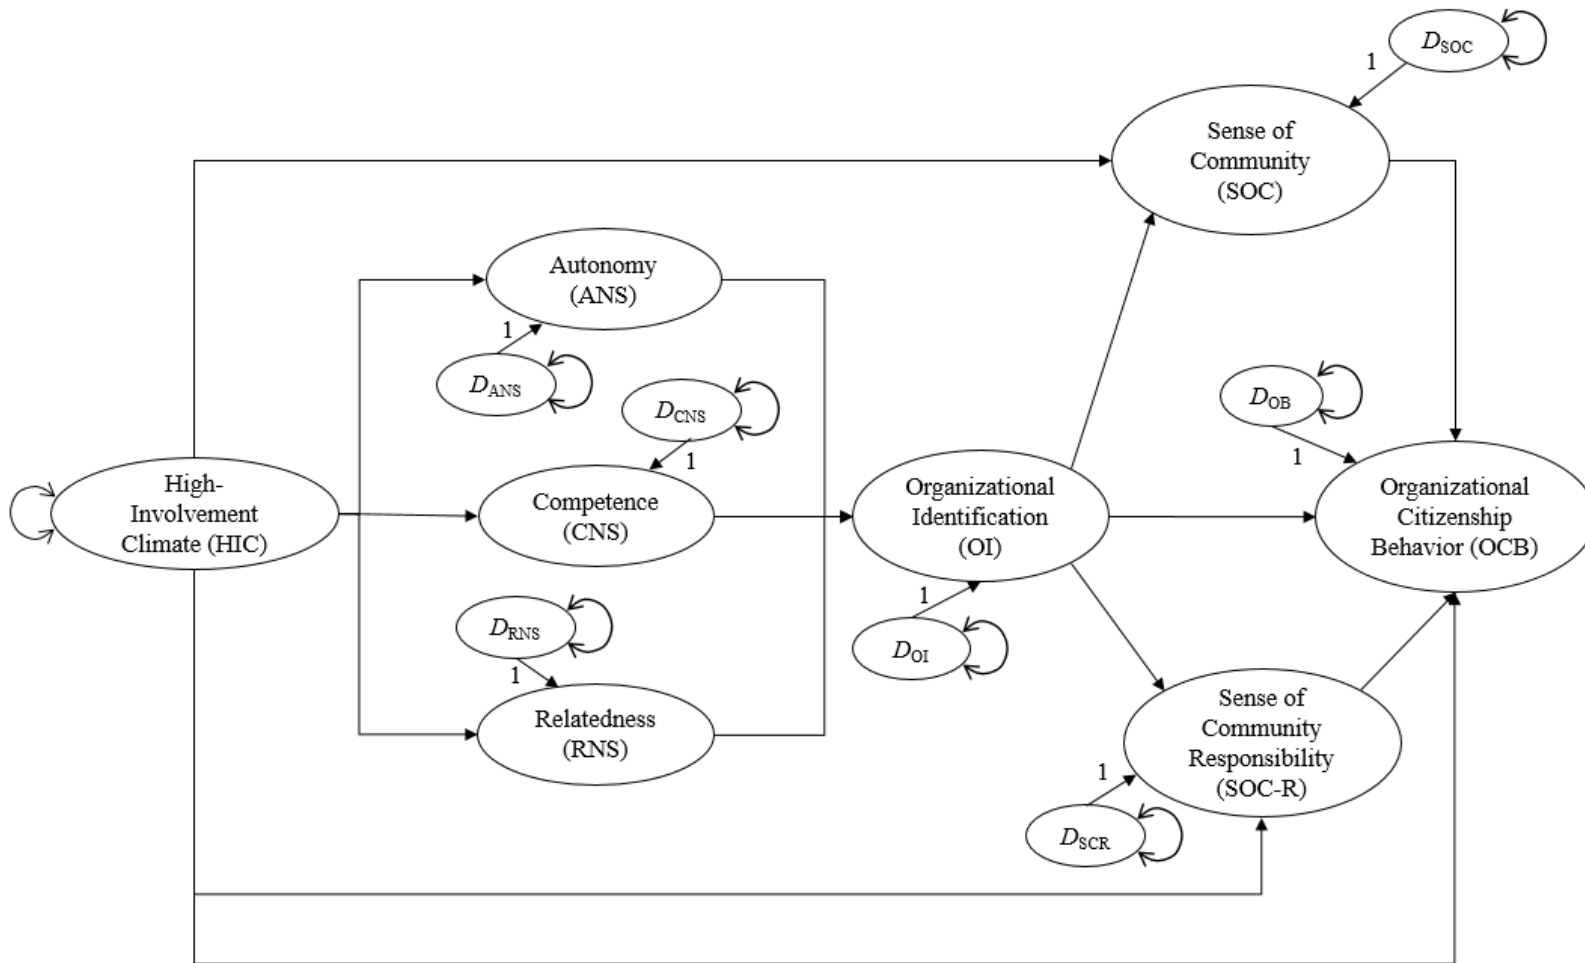 D_SOC
1
Sense of
Community
(SOC)
Autonomy
(ANS)
1
D_ANS
D_CNS
1
D_OB
1
High-
Involvement
Climate (HIC)
Competence
(CNS)
Organizational
Identification
(OI)
Organizational
Citizenship
Behavior (OCB)
D_RNS
1
1
D_OI
Relatedness
(RNS)
Sense of
Community
Responsibility
(SOC-R)
1
D_SCR